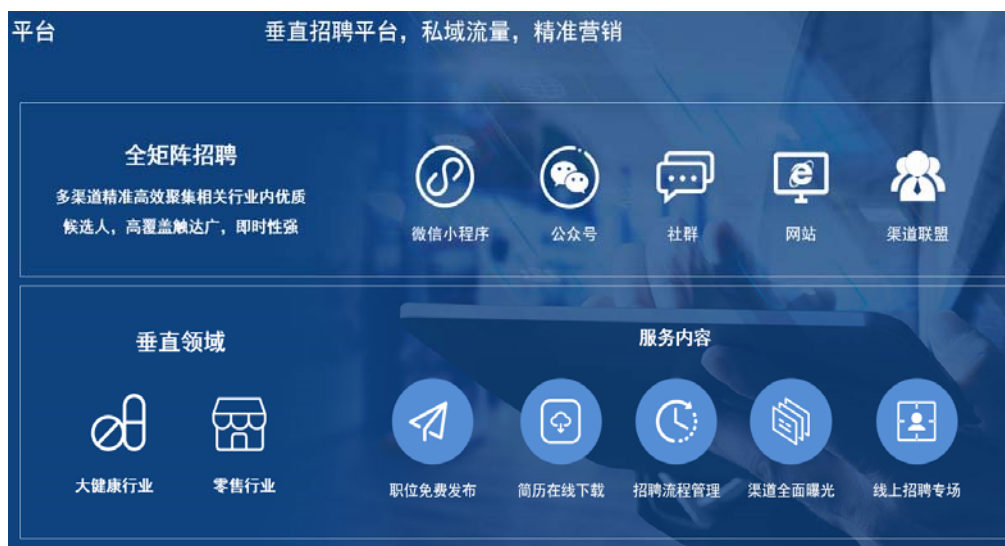 平台
垂直招聘平台，私域流量，精准营销
全矩阵招聘
多渠道精准高效聚集相关行业内优质
候选人，高覆盖触达广，即时性强
微信小程序
公众号
社群
网站
渠道联盟
垂直领域
大健康行业
零售行业
服务内容
职位免费发布
简历在线下载
招聘流程管理
渠道全面曝光
线上招聘专场